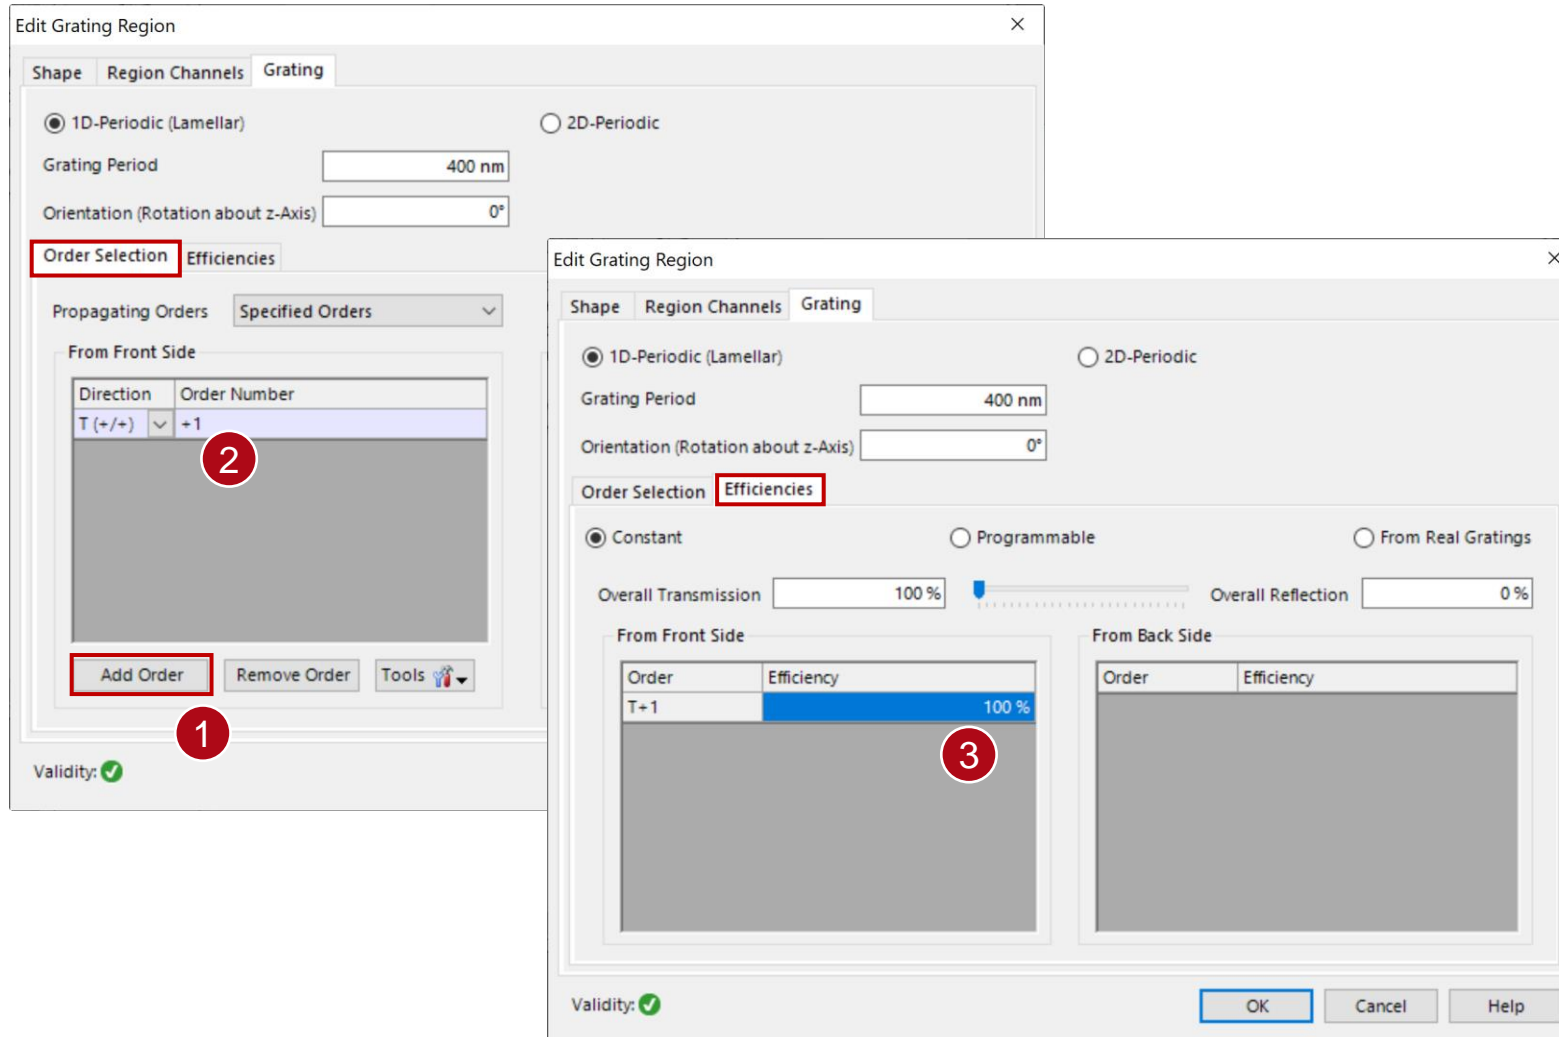 Edit Grating Region
Shape Region Channels Grating
1D-Periodic (Lamellar) 2D-Periodic
Grating Period 400 nm
Orientation (Rotation about z-Axis) 0°
Order Selection Efficiencies
Propagating Orders Specified Orders
From Front Side
Direction Order Number
T (+/+) +1
2
Add Order Remove Order Tools
1
Validity:
Edit Grating Region
Shape Region Channels Grating
1D-Periodic (Lamellar) 2D-Periodic
Grating Period 400 nm
Orientation (Rotation about z-Axis) 0°
Order Selection Efficiencies
Constant Programmable From Real Gratings
Overall Transmission 100 % Overall Reflection 0 %
From Front Side From Back Side
Order Efficiency Order Efficiency
T+1 100 %
3
Validity:
OK Cancel Help